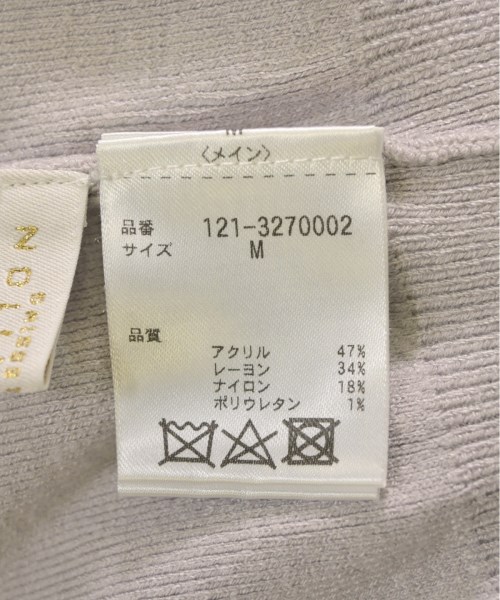 〈メイン〉
品番 121-3270002
サイズ M
品質
アクリル 47%
レーヨン 34%
ナイロン 18%
ポリウレタン 1%